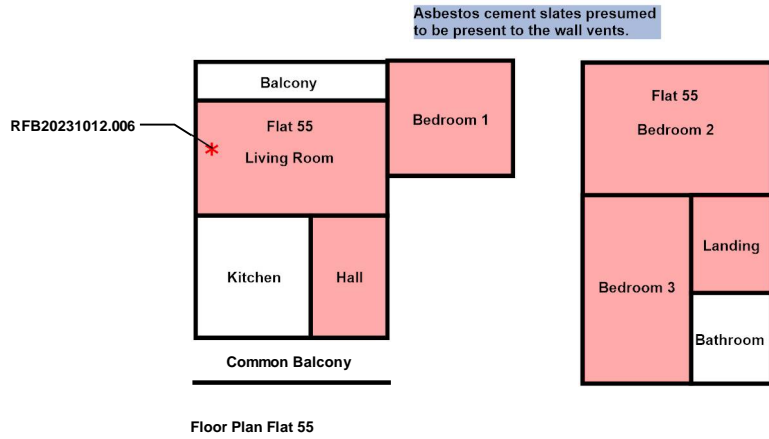 Asbestos cement slates presumed
to be present to the wall vents.
Balcony
RFB20231012.006
Flat 55
Living Room
Bedroom 1
Flat 55
Bedroom 2
Kitchen
Hall
Bedroom 3
Landing
Bathroom
Common Balcony
Floor Plan Flat 55